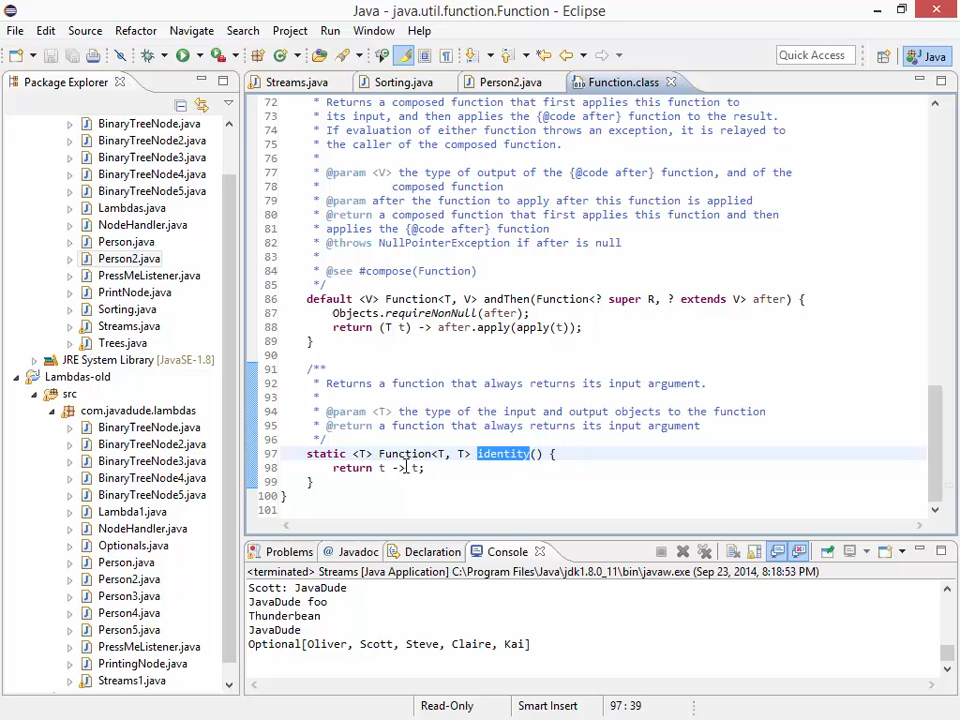 Java - java.util.function.Function - Eclipse
File Edit Source Refactor Navigate Search Project Run Window Help
Quick Access Java
Package Explorer
Streams.java Sorting.java Person2.java Function.class
BinaryTreeNode.java
BinaryTreeNode2.java
BinaryTreeNode3.java
BinaryTreeNode4.java
BinaryTreeNode5.java
Lambdas.java
NodeHandler.java
Person.java
Person2.java
PressMeListener.java
PrintNode.java
Sorting.java
Streams.java
Trees.java
JRE System Library [JavaSE-1.8]
Lambdas-old
src
com.javadude.lambdas
BinaryTreeNode.java
BinaryTreeNode2.java
BinaryTreeNode3.java
BinaryTreeNode4.java
BinaryTreeNode5.java
Lambda1.java
NodeHandler.java
Optionals.java
Person.java
Person2.java
Person3.java
Person4.java
Person5.java
PressMeListener.java
PrintingNode.java
Streams1.java
72 * Returns a composed function that first applies this function to
73 * its input, and then applies the {@code after} function to the result.
74 * If evaluation of either function throws an exception, it is relayed to
75 * the caller of the composed function.
76 *
77 * @param <V> the type of output of the {@code after} function, and of the
78 * composed function
79 * @param after the function to apply after this function is applied
80 * @return a composed function that first applies this function and then
81 * applies the {@code after} function
82 * @throws NullPointerException if after is null
83 *
84 * @see #compose(Function)
85 */
86 default <V> Function<T, V> andThen(Function<? super R, ? extends V> after) {
87 Objects.requireNonNull(after);
88 return (T t) -> after.apply(apply(t));
89 }
90
91 /**
92 * Returns a function that always returns its input argument.
93 *
94 * @param <T> the type of the input and output objects to the function
95 * @return a function that always returns its input argument
96 */
97 static <T> Function<T, T> identity() {
98 return t -> t;
99 }
100 }
101
Problems @ Javadoc Declaration Console
<terminated> Streams [Java Application] C:\Program Files\Java\jdk1.8.0_11\bin\javaw.exe (Sep 23, 2014, 8:18:53 PM)
Scott: JavaDude
JavaDude foo
Thunderbean
JavaDude
Optional[Oliver, Scott, Steve, Claire, Kai]
Read-Only Smart Insert 97 : 39